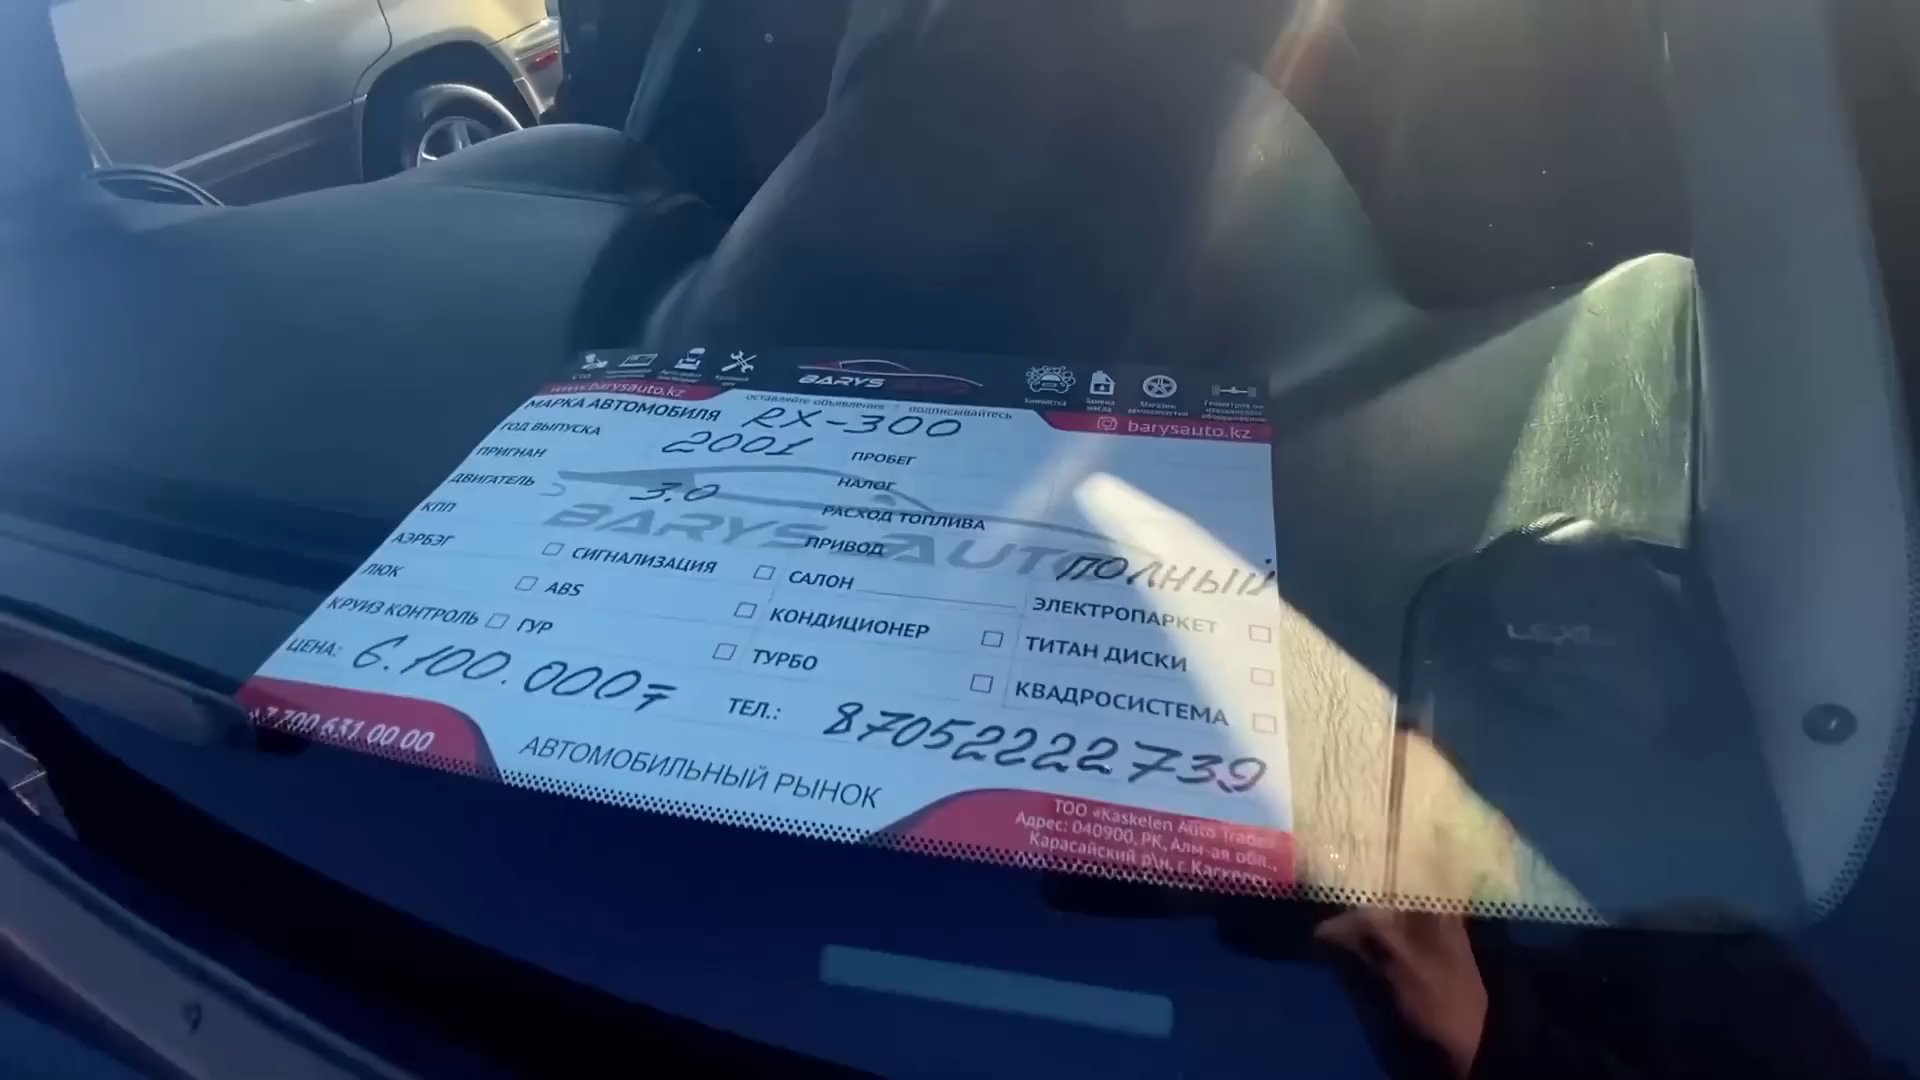 BARYS
www.barysauto.kz
оставляйте объявления подписывайтесь
barysauto.kz
МАРКА АВТОМОБИЛЯ RX-300
ГОД ВЫПУСКА 2001 ПРОБЕГ
ПРИГНАН НАЛОГ
ДВИГАТЕЛЬ 3.0 РАСХОД ТОПЛИВА
КПП ПРИВОД ПОЛНЫЙ
BARYS AUTO
АЭРБЭГ СИГНАЛИЗАЦИЯ САЛОН ЭЛЕКТРОПАРКЕТ
ЛЮК ABS КОНДИЦИОНЕР ТИТАН ДИСКИ
КРУИЗ КОНТРОЛЬ ГУР ТУРБО КВАДРОСИСТЕМА
ЦЕНА: 6.100.000₸ ТЕЛ.: 87052222739
+7 700 631 00 00
АВТОМОБИЛЬНЫЙ РЫНОК
ТОО «Kaskelen Auto Trade»
Адрес: 040900, РК, Алм-ая обл.,
Карасайский р\н, г. Каскелен